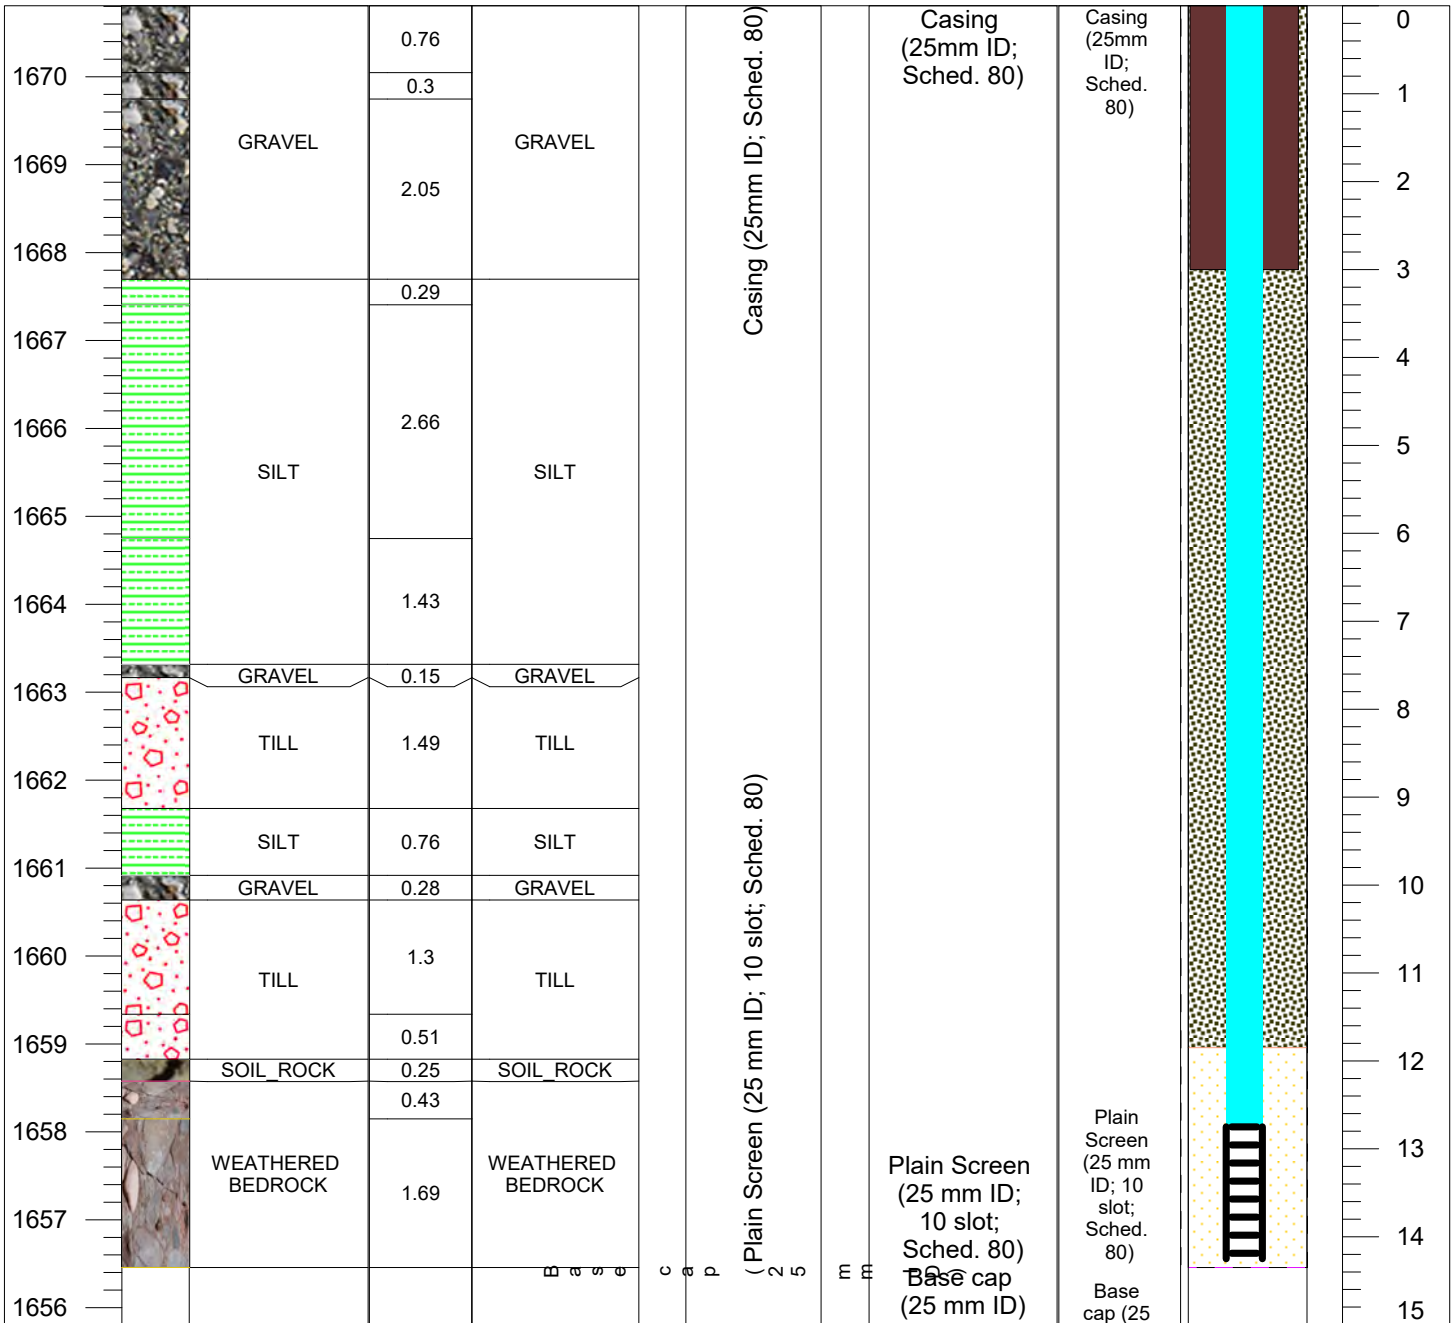 1670
1669
1668
1667
1666
1665
1664
1663
1662
1661
1660
1659
1658
1657
1656
GRAVEL
SILT
GRAVEL
TILL
SILT
GRAVEL
TILL
SOIL_ROCK
WEATHERED
BEDROCK
0.76
0.3
2.05
0.29
2.66
1.43
0.15
1.49
0.76
0.28
1.3
0.51
0.25
0.43
1.69
GRAVEL
SILT
GRAVEL
TILL
SILT
GRAVEL
TILL
SOIL_ROCK
WEATHERED
BEDROCK
Casing (25mm ID; Sched. 80)
Plain Screen (25 mm ID; 10 slot; Sched. 80)
Base cap (25 mm ID)
Casing
(25mm ID;
Sched. 80)
Plain Screen
(25 mm ID;
10 slot;
Sched. 80)
Base cap
(25 mm ID)
Casing
(25mm
ID;
Sched.
80)
Plain
Screen
(25 mm
ID; 10
slot;
Sched.
80)
Base
cap (25
0
1
2
3
4
5
6
7
8
9
10
11
12
13
14
15